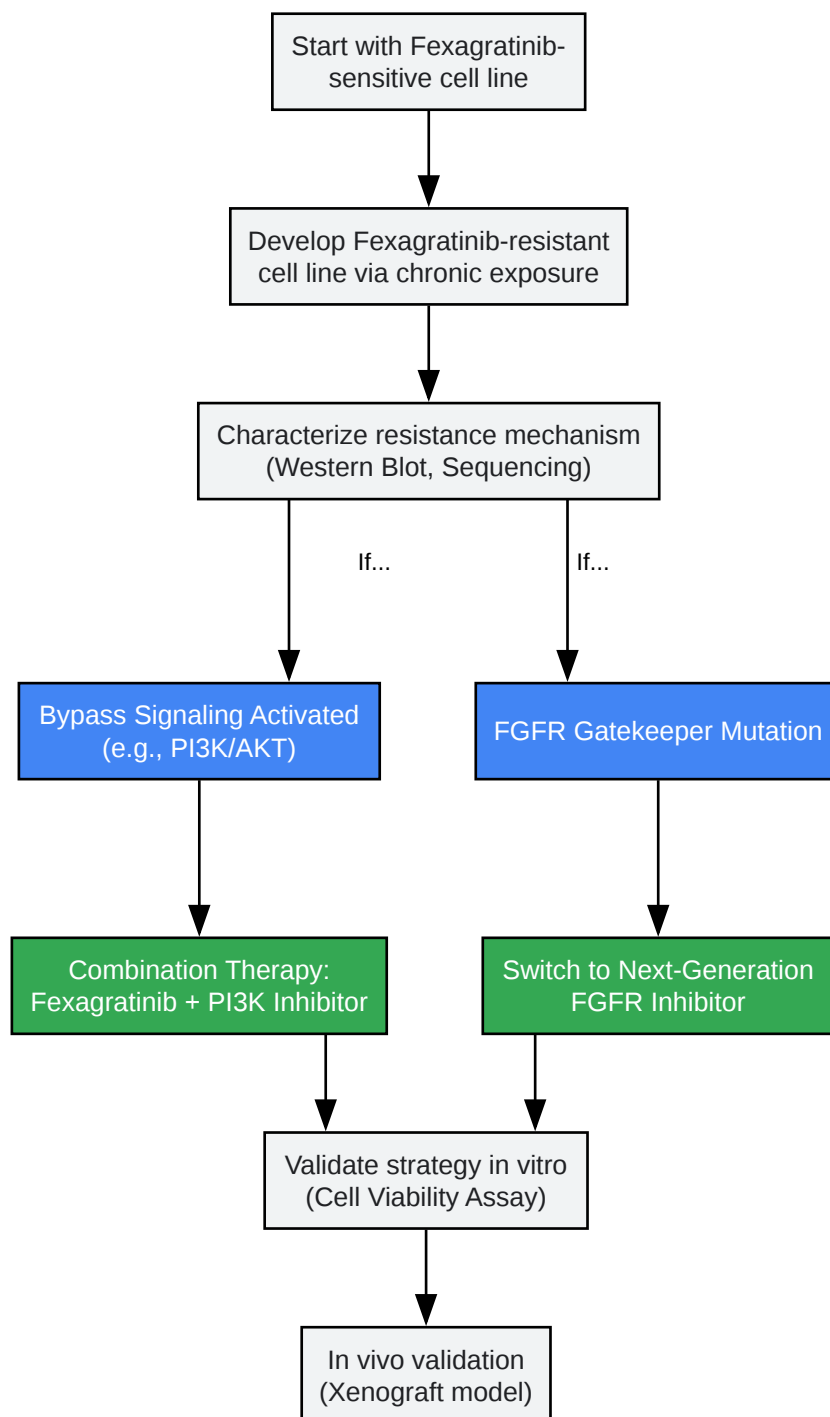 Start with Fexagratinib-
sensitive cell line
Develop Fexagratinib-resistant
cell line via chronic exposure
Characterize resistance mechanism
(Western Blot, Sequencing)
If...
If...
Bypass Signaling Activated
(e.g., PI3K/AKT)
FGFR Gatekeeper Mutation
Combination Therapy:
Fexagratinib + PI3K Inhibitor
Switch to Next-Generation
FGFR Inhibitor
Validate strategy in vitro
(Cell Viability Assay)
In vivo validation
(Xenograft model)